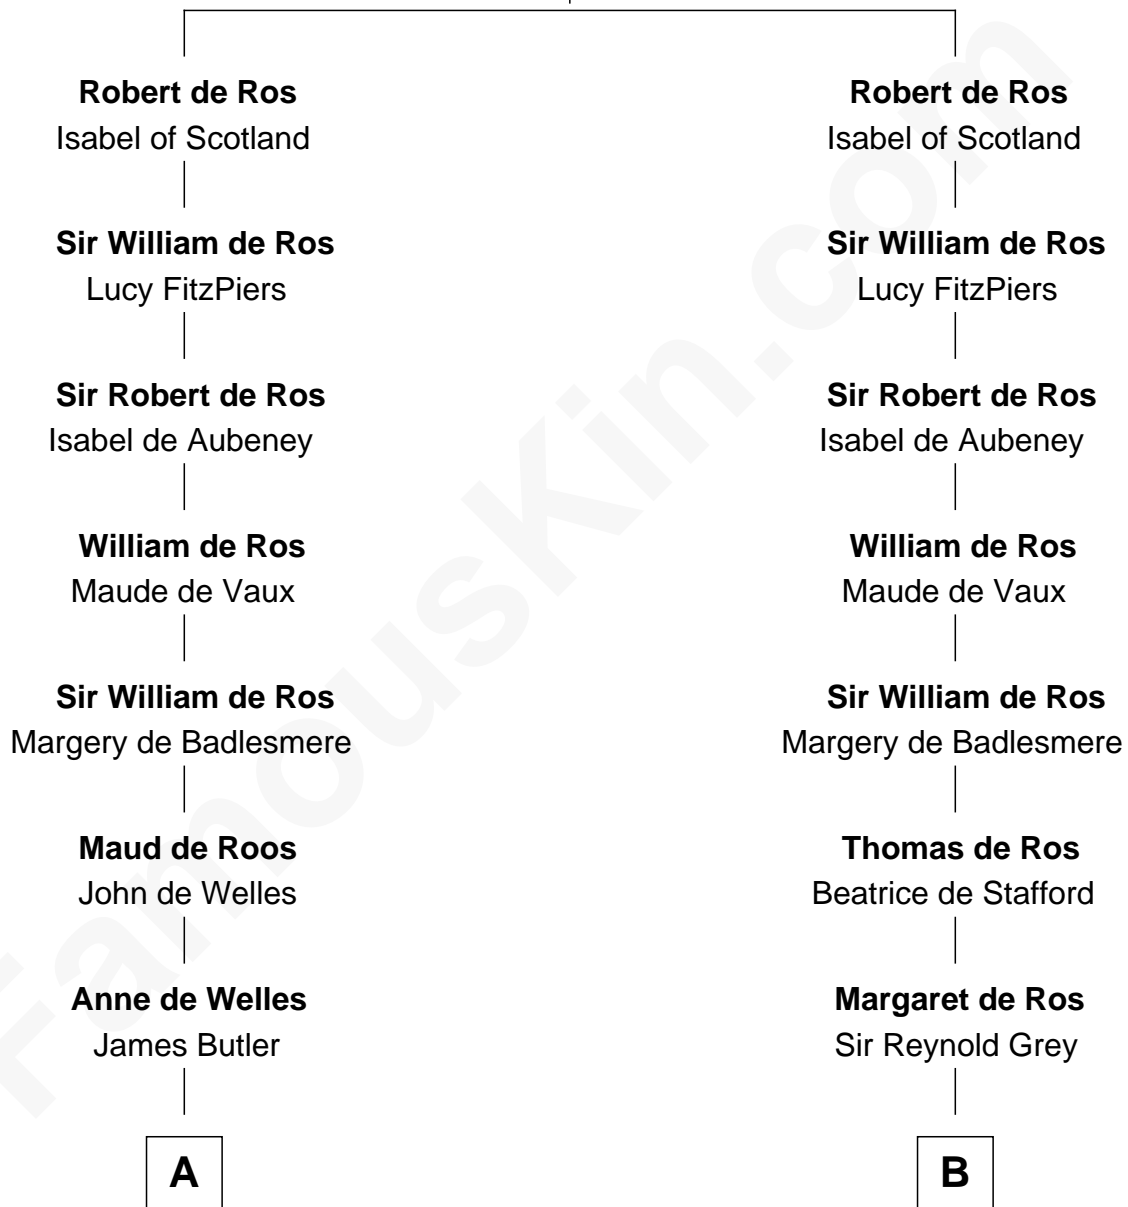 Robert de Ros
Isabel of Scotland
Sir William de Ros
Lucy FitzPiers
Sir Robert de Ros
Isabel de Aubeney
William de Ros
Maude de Vaux
Sir William de Ros
Margery de Badlesmere
Maud de Roos
John de Welles
Anne de Welles
James Butler
A
Robert de Ros
Isabel of Scotland
Sir William de Ros
Lucy FitzPiers
Sir Robert de Ros
Isabel de Aubeney
William de Ros
Maude de Vaux
Sir William de Ros
Margery de Badlesmere
Thomas de Ros
Beatrice de Stafford
Margaret de Ros
Sir Reynold Grey
B
FamousKin.com